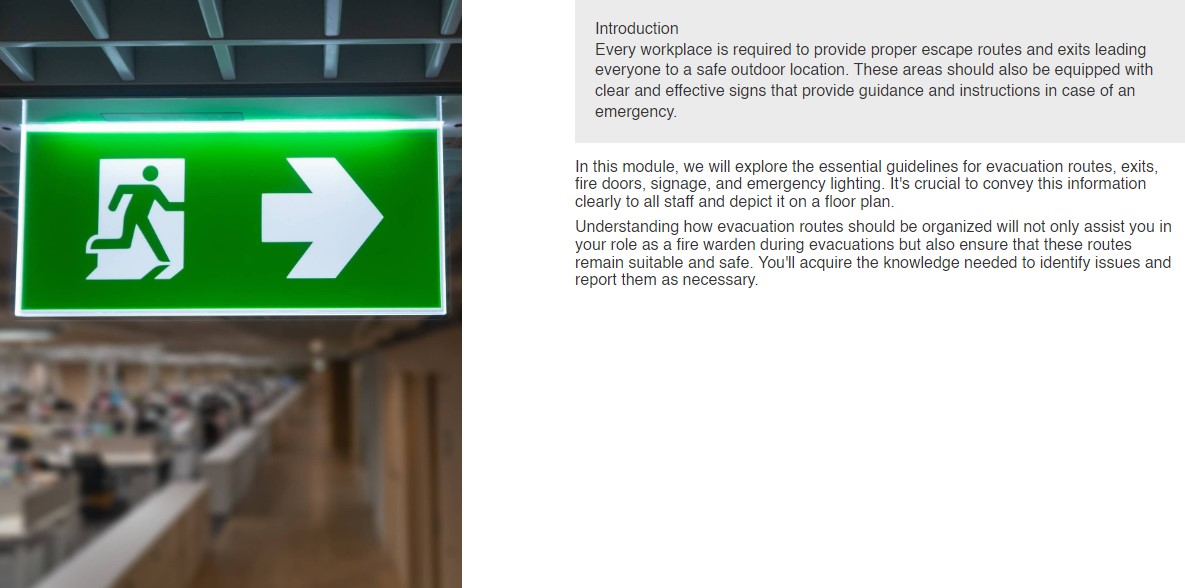 Introduction
Every workplace is required to provide proper escape routes and exits leading
everyone to a safe outdoor location. These areas should also be equipped with
clear and effective signs that provide guidance and instructions in case of an
emergency.
In this module, we will explore the essential guidelines for evacuation routes, exits,
fire doors, signage, and emergency lighting. It's crucial to convey this information
clearly to all staff and depict it on a floor plan.
Understanding how evacuation routes should be organized will not only assist you in
your role as a fire warden during evacuations but also ensure that these routes
remain suitable and safe. You'll acquire the knowledge needed to identify issues and
report them as necessary.